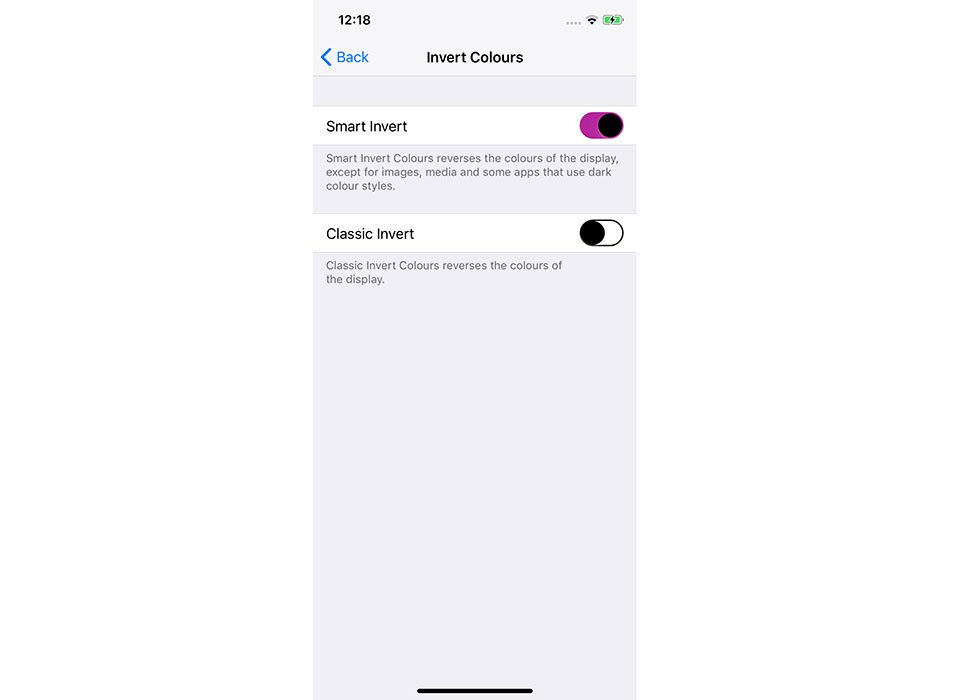 12:18
Back
Invert Colours
Smart Invert
Smart Invert Colours reverses the colours of the display,
except for images, media and some apps that use dark
colour styles.
Classic Invert
Classic Invert Colours reverses the colours of
the display.